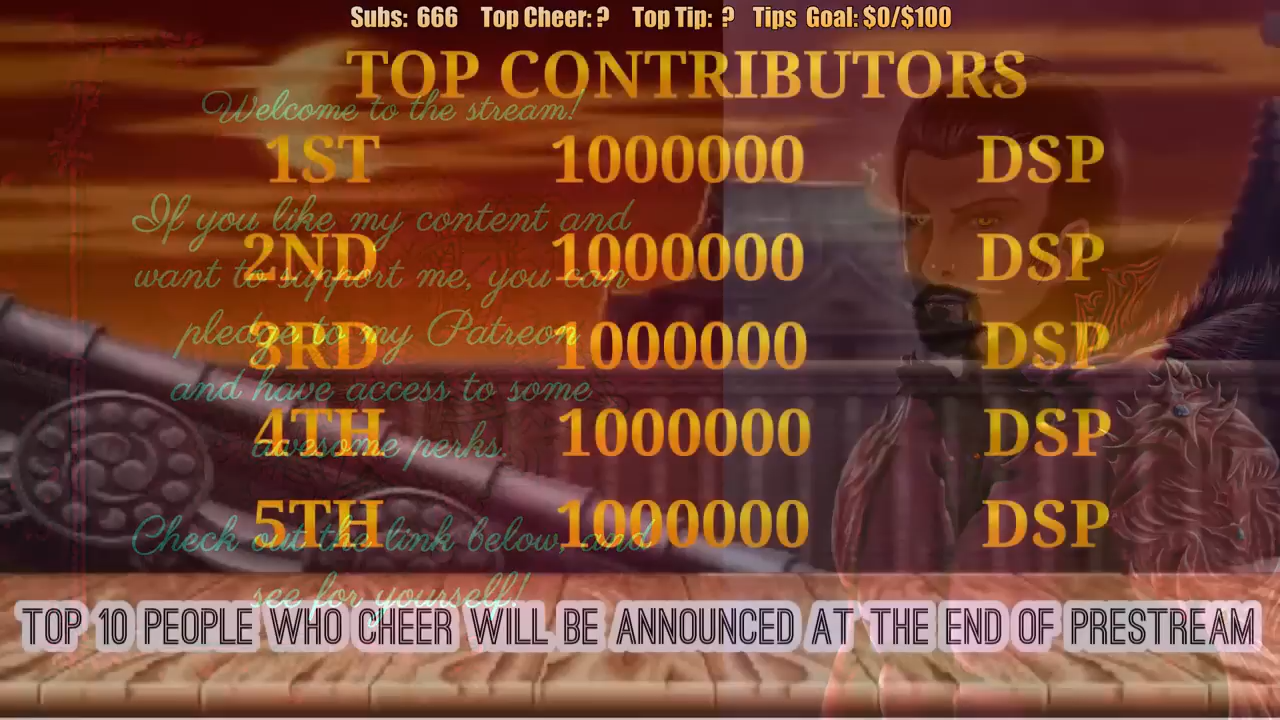 Subs: 666 Top Cheer: ? Top Tip: ? Tips Goal: $0/$100
TOP CONTRIBUTORS
Welcome to the stream!
1ST 1000000 DSP
If you like my content and
2ND 1000000 DSP
want to support me, you can
pledge to my Patreon
3RD 1000000 DSP
and have access to some
4TH 1000000 DSP
awesome perks.
5TH 1000000 DSP
Check out the link below, and
see for yourself!
TOP 10 PEOPLE WHO CHEER WILL BE ANNOUNCED AT THE END OF PRESTREAM